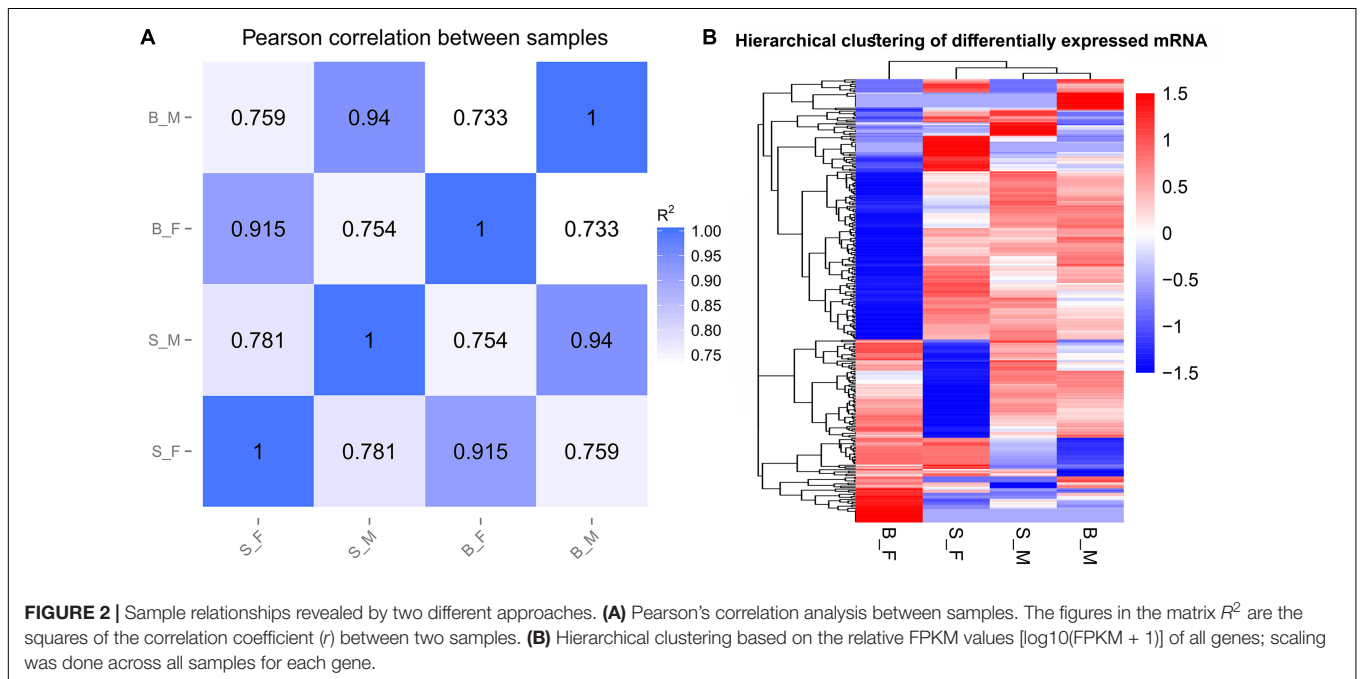 A
Pearson correlation between samples
B_M
0.759 0.94 0.733 1
B_F
0.915 0.754 1 0.733
S_M
0.781 1 0.754 0.94
S_F
1 0.781 0.915 0.759
S_F S_M B_F B_M
R²
1.00
0.95
0.90
0.85
0.80
0.75
B
Hierarchical clustering of differentially expressed mRNA
1.5
1
0.5
0
−0.5
−1
−1.5
B_F S_F S_M B_M
FIGURE 2 | Sample relationships revealed by two different approaches. (A) Pearson's correlation analysis between samples. The figures in the matrix R² are the
squares of the correlation coefficient (r) between two samples. (B) Hierarchical clustering based on the relative FPKM values [log10(FPKM + 1)] of all genes; scaling
was done across all samples for each gene.